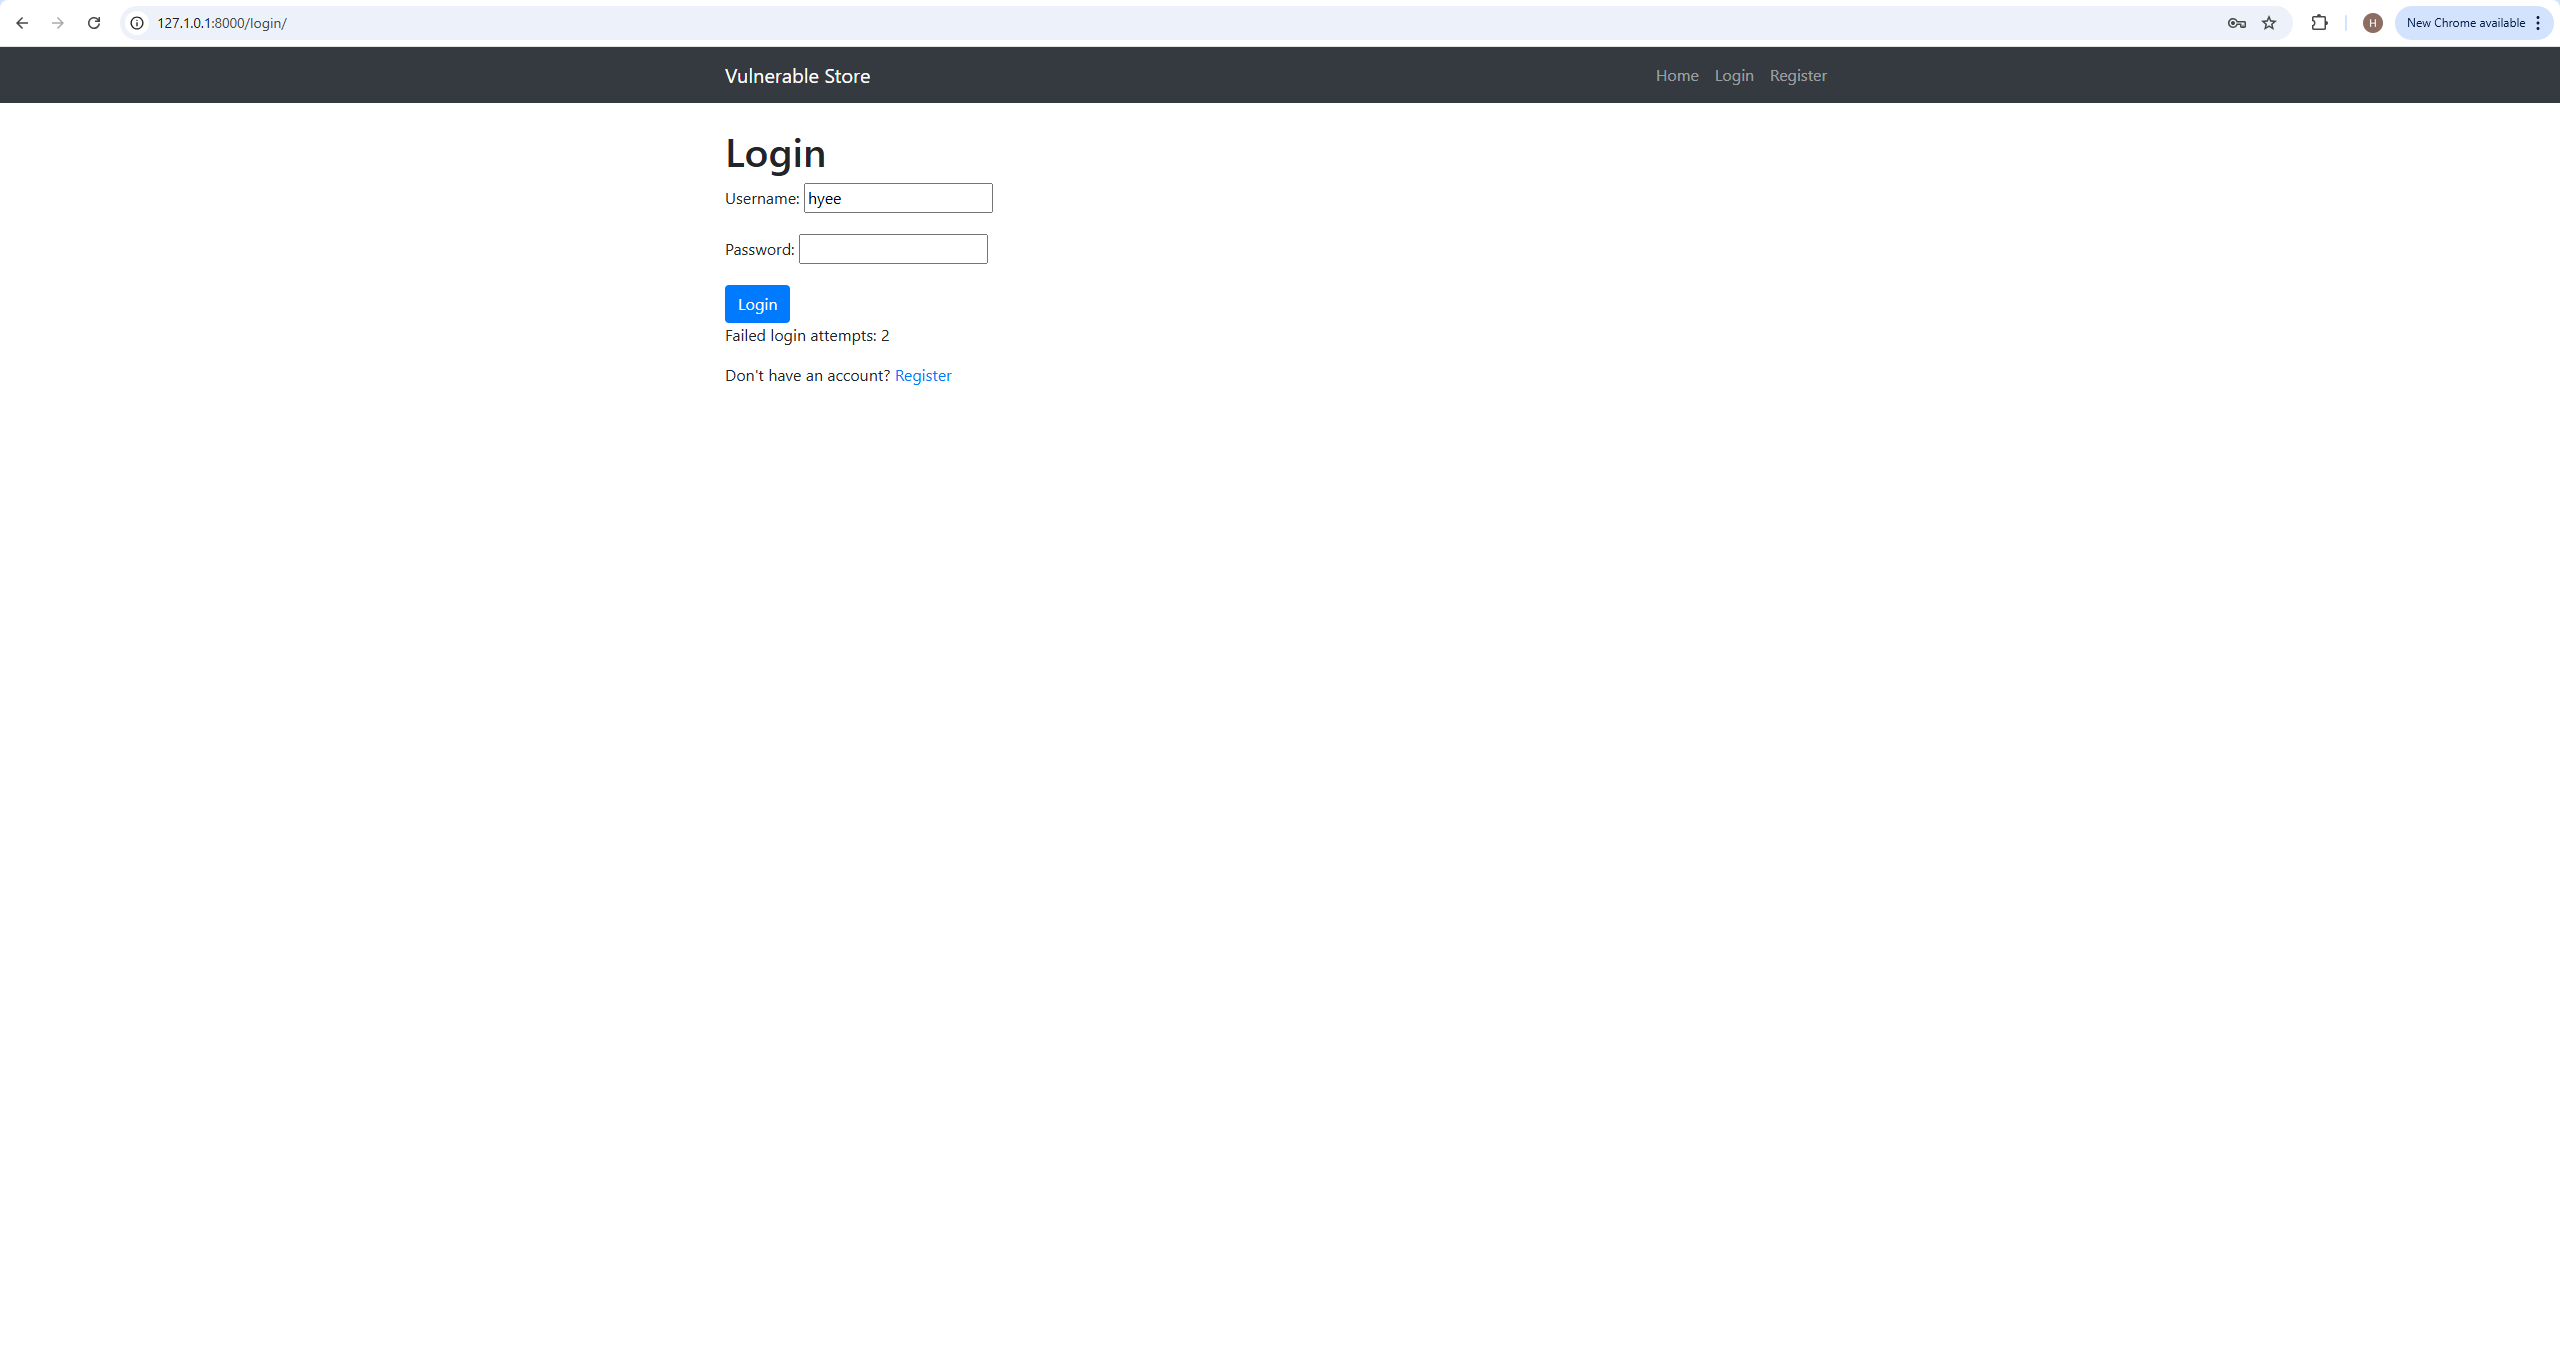 127.1.0.1:8000/login/
H
New Chrome available
Vulnerable Store
Home Login Register
Login
Username: hyee
Password:
Login
Failed login attempts: 2
Don't have an account? Register